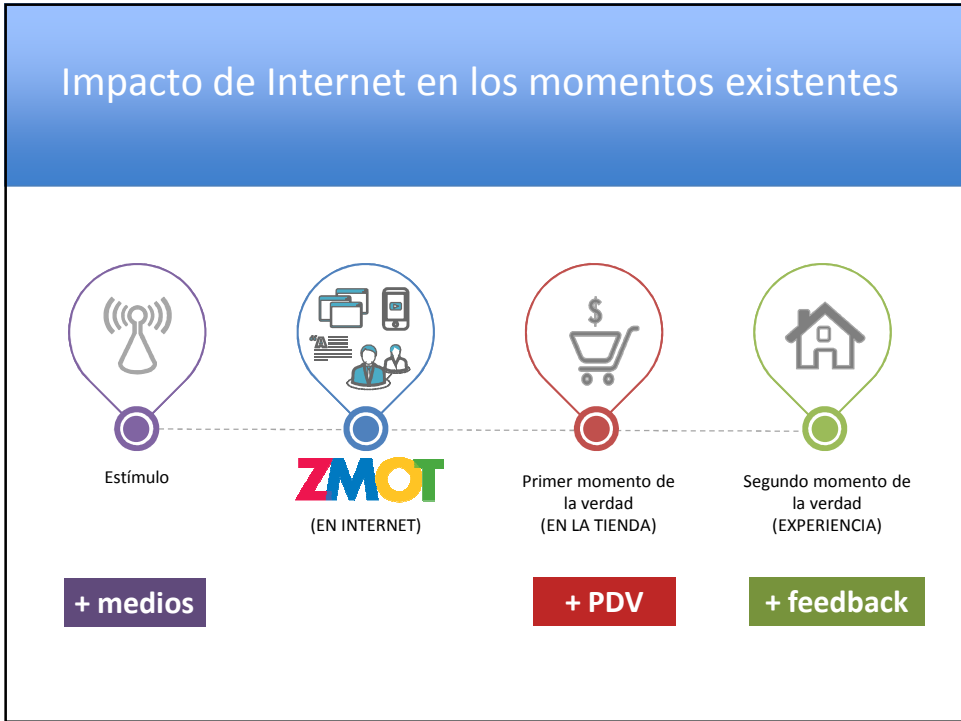 Impacto de Internet en los momentos existentes
$
"A
Estímulo
ZMOT
(EN INTERNET)
Primer momento de
la verdad
(EN LA TIENDA)
Segundo momento de
la verdad
(EXPERIENCIA)
+ medios
+ PDV
+ feedback